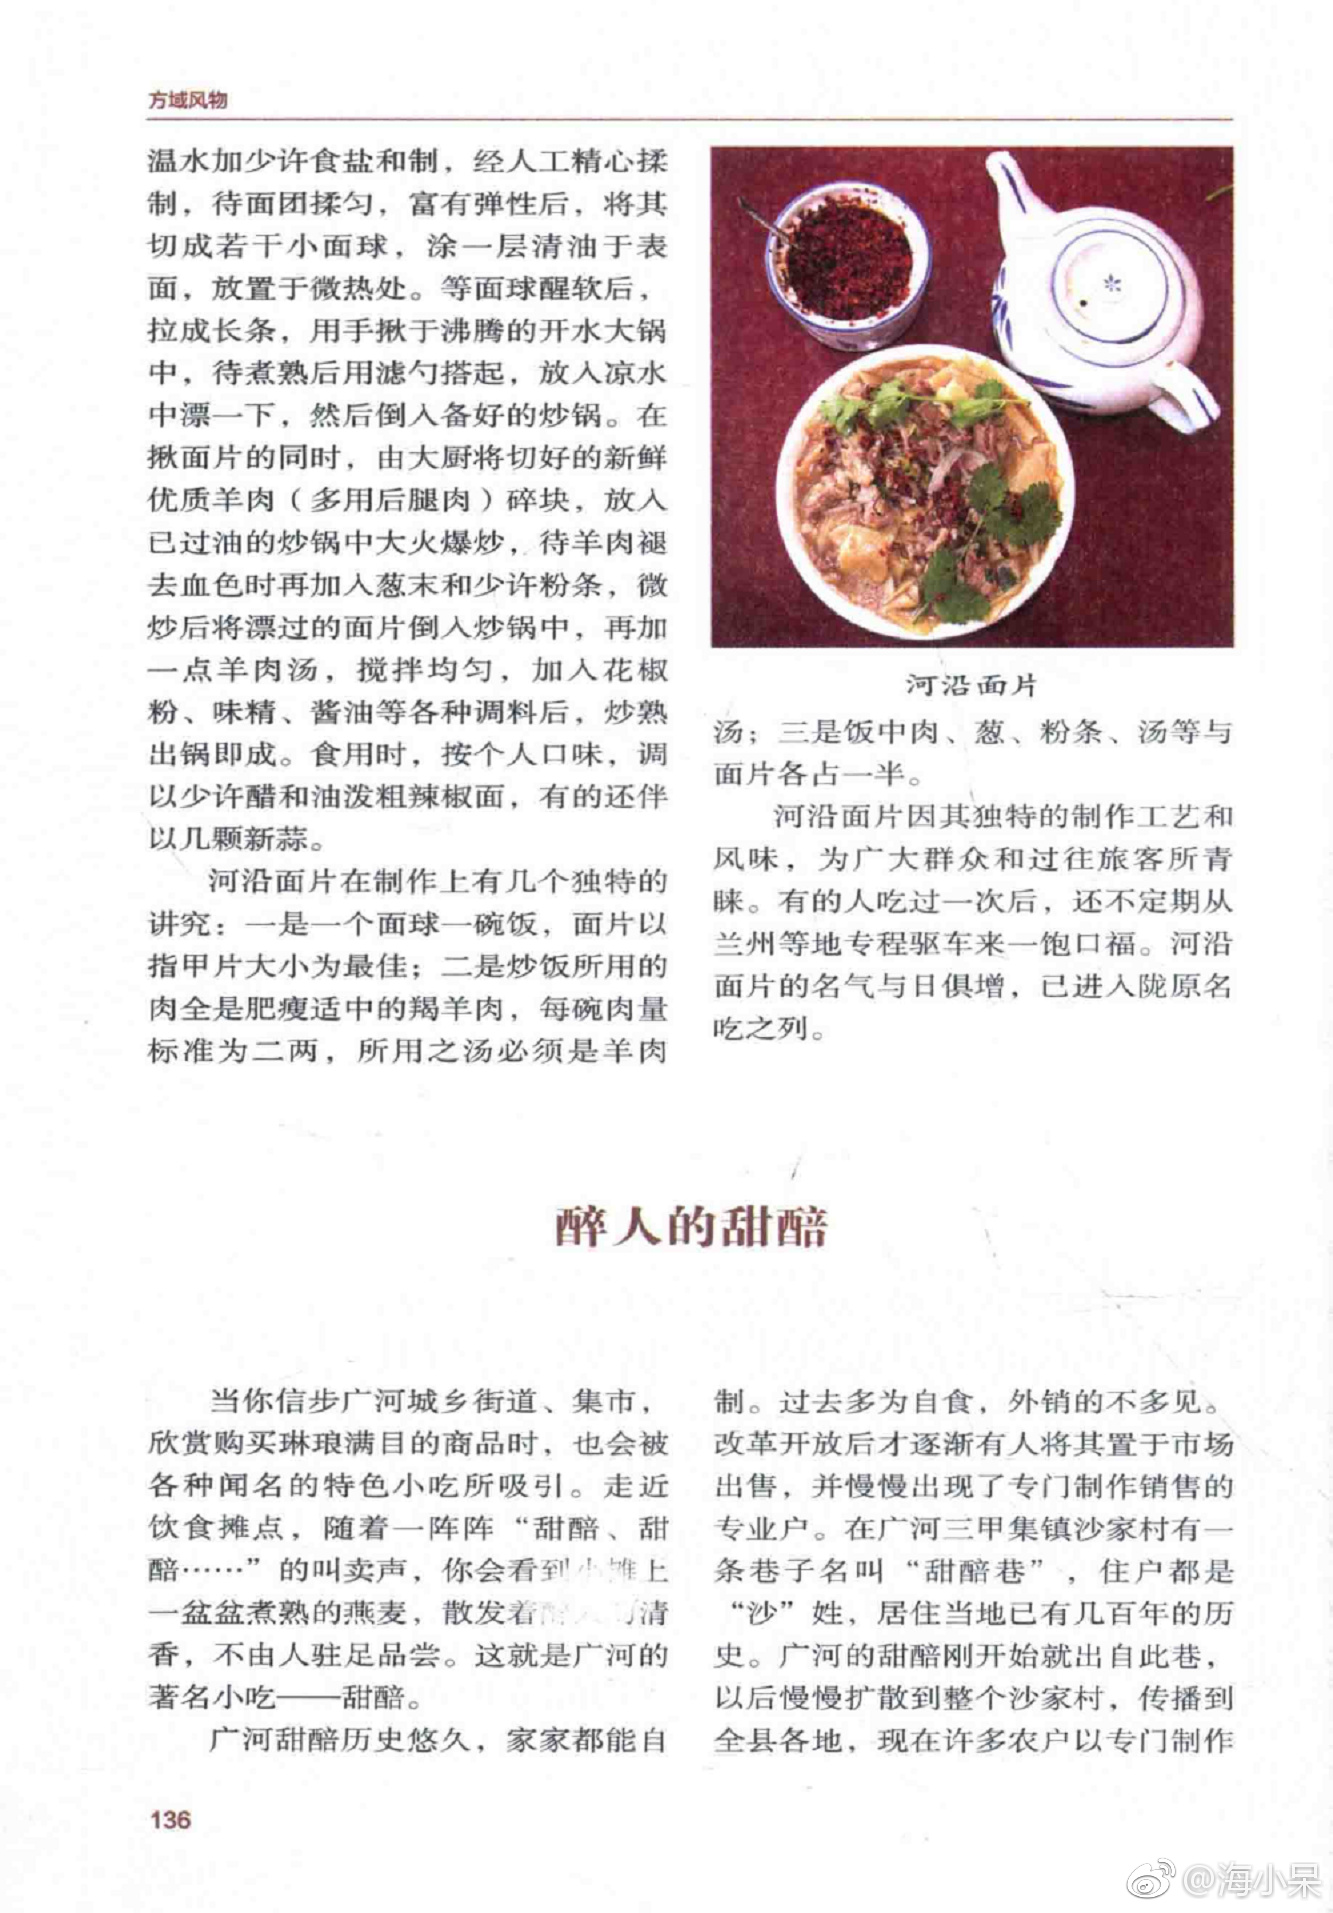 方域风物
温水加少许食盐和制，经人工精心揉
制，待面团揉匀，富有弹性后，将其
切成若干小面球，涂一层清油于表
面，放置于微热处。等面球醒软后，
拉成长条，用手揪于沸腾的开水大锅
中，待煮熟后用滤勺搭起，放入凉水
中漂一下，然后倒入备好的炒锅。在
揪面片的同时，由大厨将切好的新鲜
优质羊肉（多用后腿肉）碎块，放入
已过油的炒锅中大火爆炒，待羊肉褪
去血色时再加入葱末和少许粉条，微
炒后将漂过的面片倒入炒锅中，再加
一点羊肉汤，搅拌均匀，加入花椒
粉、味精、酱油等各种调料后，炒熟
出锅即成。食用时，按个人口味，调
以少许醋和油泼粗辣椒面，有的还伴
以几颗新蒜。
河沿面片在制作上有几个独特的
讲究：一是一个面球一碗饭，面片以
指甲片大小为最佳；二是炒饭所用的
肉全是肥瘦适中的羯羊肉，每碗肉量
标准为二两，所用之汤必须是羊肉
河沿面片
汤；三是饭中肉、葱、粉条、汤等与
面片各占一半。
河沿面片因其独特的制作工艺和
风味，为广大群众和过往旅客所青
睐。有的人吃过一次后，还不定期从
兰州等地专程驱车来一饱口福。河沿
面片的名气与日俱增，已进入陇原名
吃之列。
醉人的甜醅
当你信步广河城乡街道、集市，
欣赏购买琳琅满目的商品时，也会被
各种闻名的特色小吃所吸引。走近
饮食摊点，随着一阵阵“甜醅、甜
醅……”的叫卖声，你会看到小摊上
一盆盆煮熟的燕麦，散发着清
香，不由人驻足品尝。这就是广河的
著名小吃——甜醅。
广河甜醅历史悠久，家家都能自
制。过去多为自食，外销的不多见。
改革开放后才逐渐有人将其置于市场
出售，并慢慢出现了专门制作销售的
专业户。在广河三甲集镇沙家村有一
条巷子名叫“甜醅巷”，住户都是
“沙”姓，居住当地已有几百年的历
史。广河的甜醅刚开始就出自此巷，
以后慢慢扩散到整个沙家村，传播到
全县各地，现在许多农户以专门制作
136
@海小呆